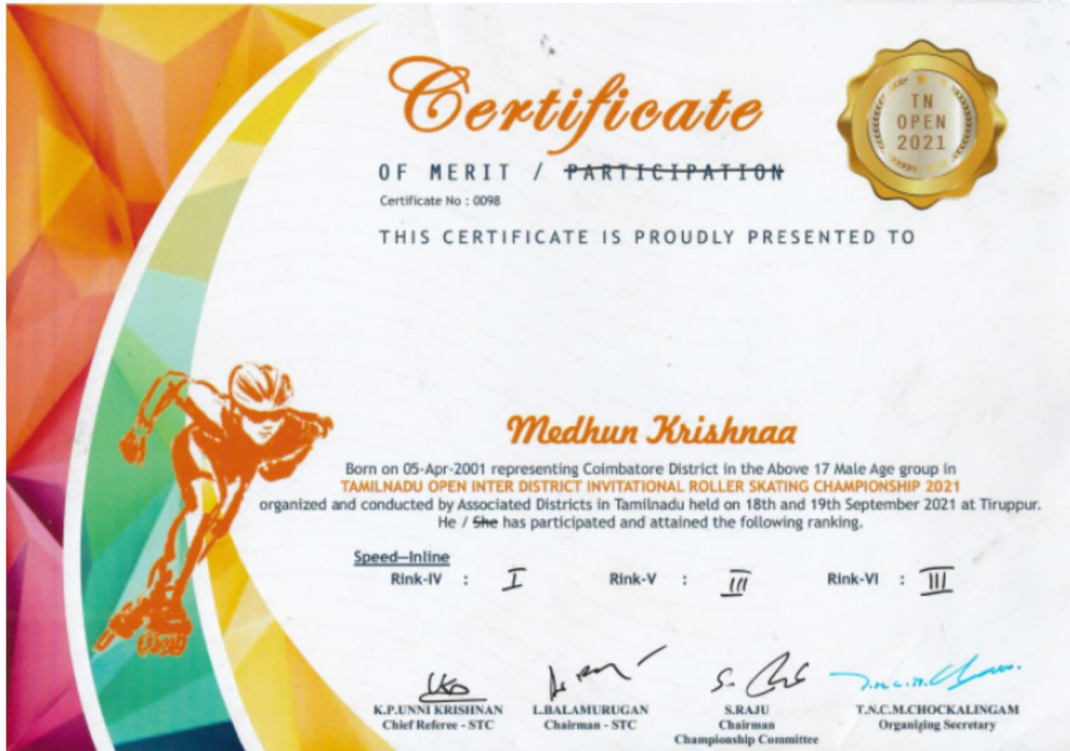 Certificate
OF MERIT / PARTICIPATION
Certificate No : 0098
THIS CERTIFICATE IS PROUDLY PRESENTED TO
TN
OPEN
2021
Medhun Krishnaa
Born on 05-Apr-2001 representing Coimbatore District in the Above 17 Male Age group in
TAMILNADU OPEN INTER DISTRICT INVITATIONAL ROLLER SKATING CHAMPIONSHIP 2021
organized and conducted by Associated Districts in Tamilnadu held on 18th and 19th September 2021 at Tiruppur.
He / She has participated and attained the following ranking.
Speed—Inline
Rink-IV : I Rink-V : III Rink-VI : III
K.P.UNNI KRISHNAN L.BALAMURUGAN S.RAJU T.N.C.M.CHOCKALINGAM
Chief Referee - STC Chairman - STC Chairman Organizing Secretary
Championship Committee